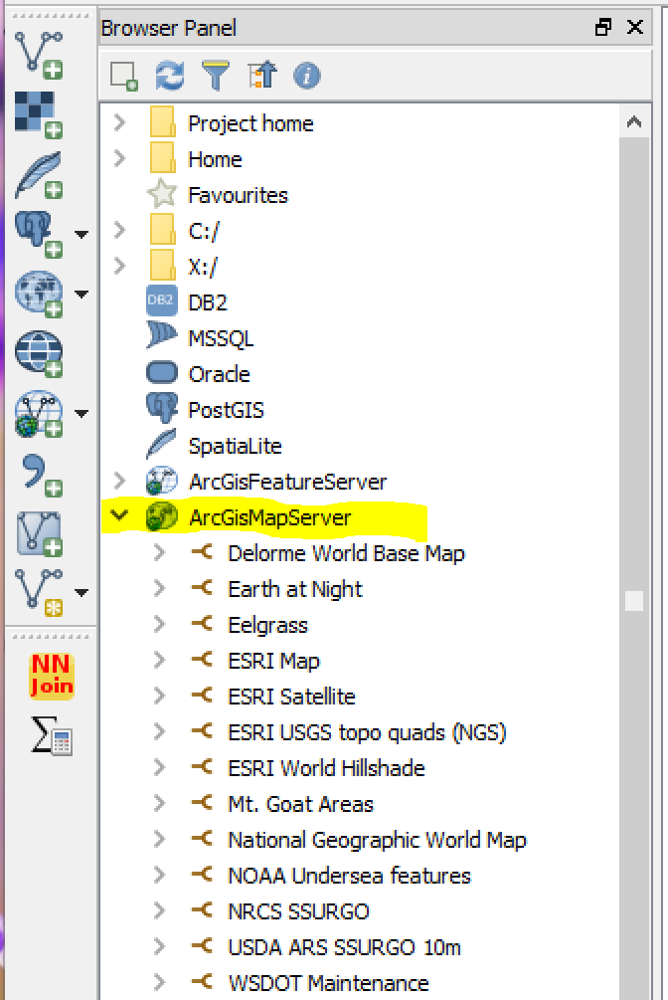 Browser Panel
Project home
Home
Favourites
C:/
X:/
DB2
DB2
MSSQL
Oracle
PostGIS
SpatiaLite
ArcGisFeatureServer
ArcGisMapServer
Delorme World Base Map
Earth at Night
Eelgrass
ESRI Map
ESRI Satellite
NN
Join
ESRI USGS topo quads (NGS)
ESRI World Hillshade
Mt. Goat Areas
National Geographic World Map
NOAA Undersea features
NRCS SSURGO
USDA ARS SSURGO 10m
WSDOT Maintenance